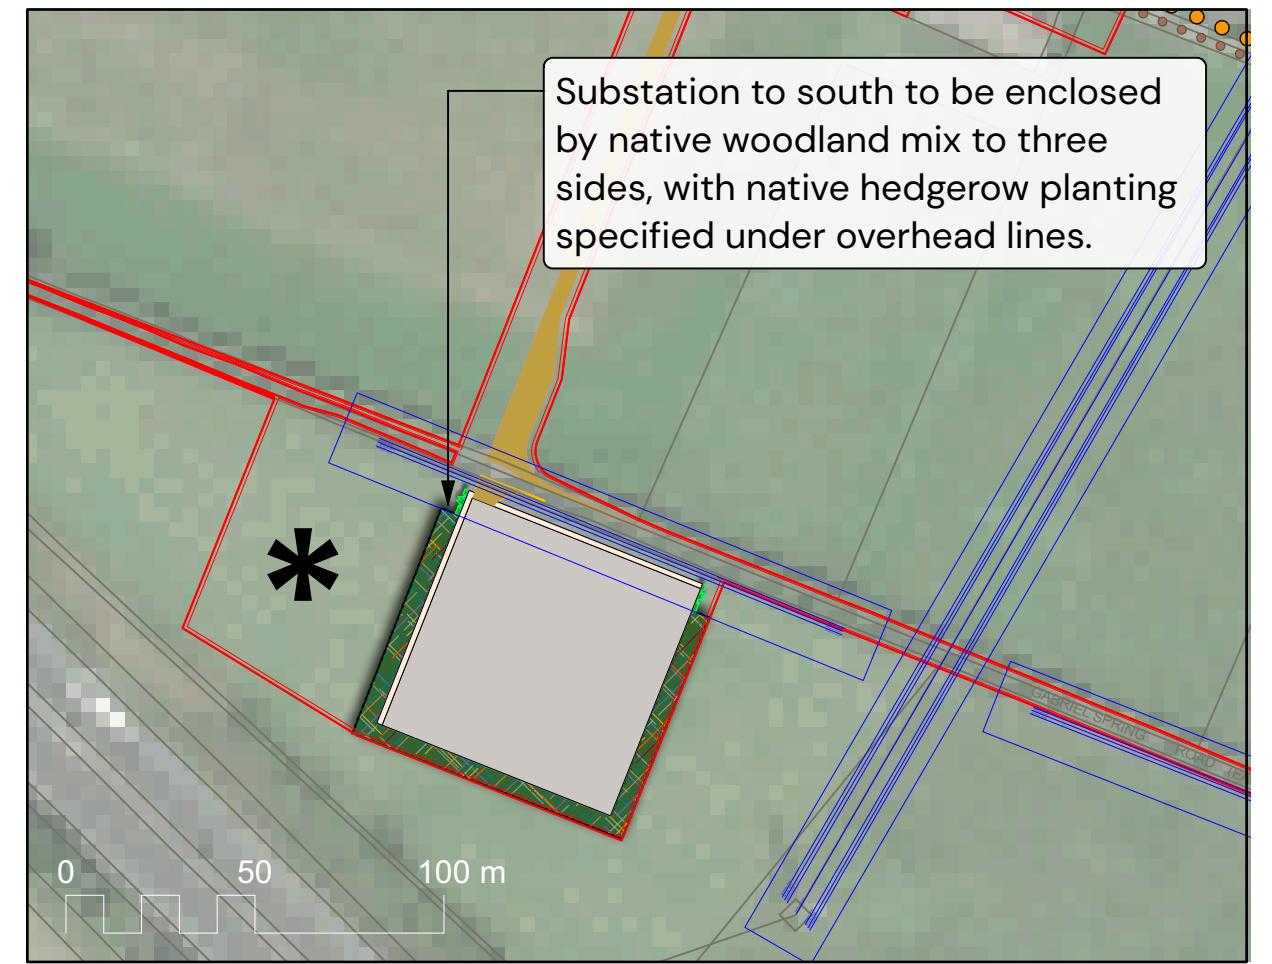 Substation to south to be enclosed
by native woodland mix to three
sides, with native hedgerow planting
specified under overhead lines.
GABRIEL SPRING
ROAD
0 50 100 m